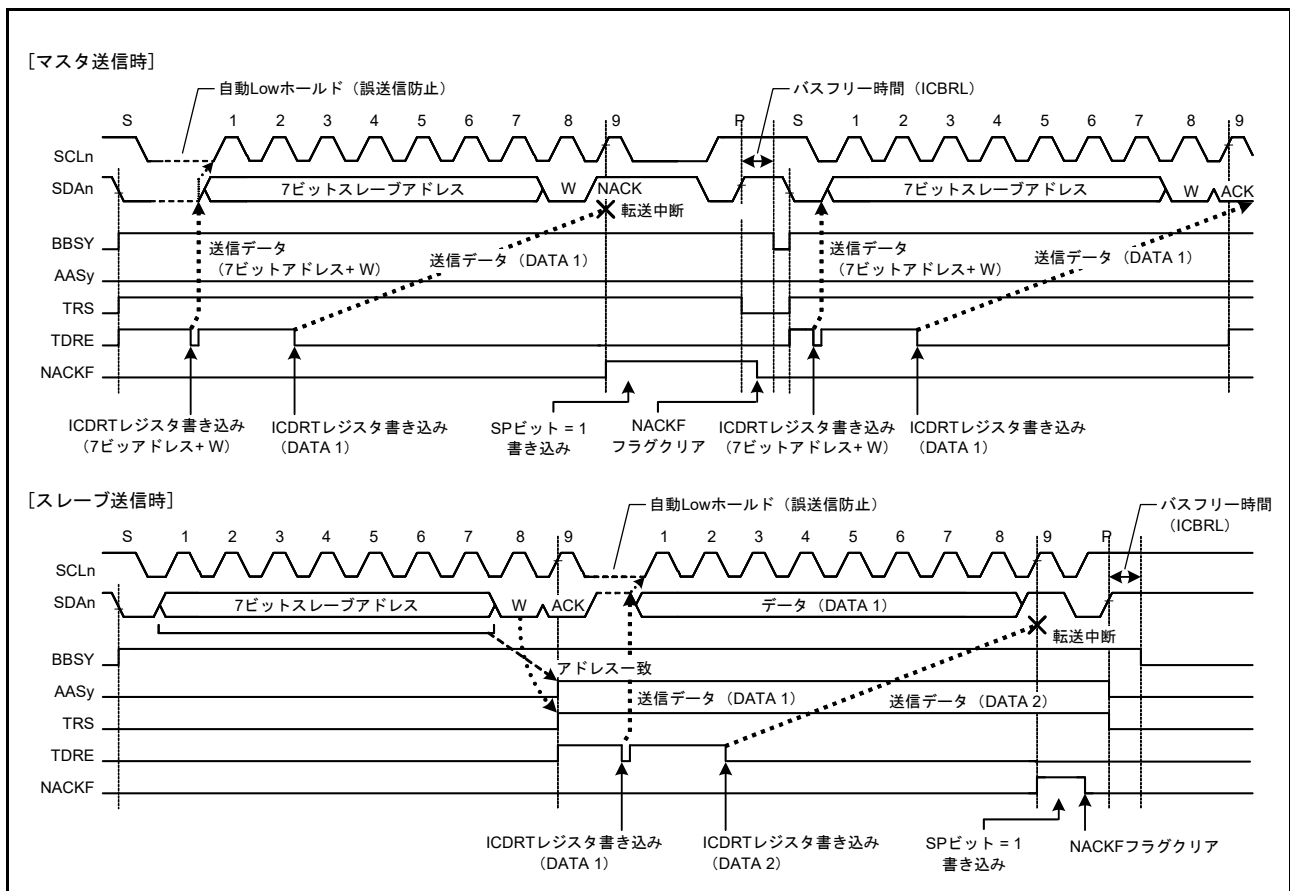 [マスタ送信時]
自動Lowホールド（誤送信防止）
バスフリー時間（ICBRL）
S 1 2 3 4 5 6 7 8 9 P S 1 2 3 4 5 6 7 8 9
SCLn
SDAn 7ビットスレーブアドレス W NACK 7ビットスレーブアドレス W ACK
転送中断
BBSY
送信データ
（7ビットアドレス+ W）
送信データ（DATA 1）
送信データ
（7ビットアドレス+ W）
送信データ（DATA 1）
AASy
TRS
TDRE
NACKF
ICDRTレジスタ書き込み
（7ビッアドレス+ W）
ICDRTレジスタ書き込み
（DATA 1）
SPビット = 1
書き込み
NACKF
フラグクリア
ICDRTレジスタ書き込み
（7ビットアドレス+ W）
ICDRTレジスタ書き込み
（DATA 1）
[スレーブ送信時]
自動Lowホールド（誤送信防止）
バスフリー時間
（ICBRL）
S 1 2 3 4 5 6 7 8 9 1 2 3 4 5 6 7 8 9 P
SCLn
SDAn 7ビットスレーブアドレス W ACK データ（DATA 1）
転送中断
BBSY
アドレス一致
AASy
送信データ（DATA 1） 送信データ（DATA 2）
TRS
TDRE
NACKF
ICDRTレジスタ書き込み
（DATA 1）
ICDRTレジスタ書き込み
（DATA 2）
SPビット = 1
書き込み
NACKFフラグクリア